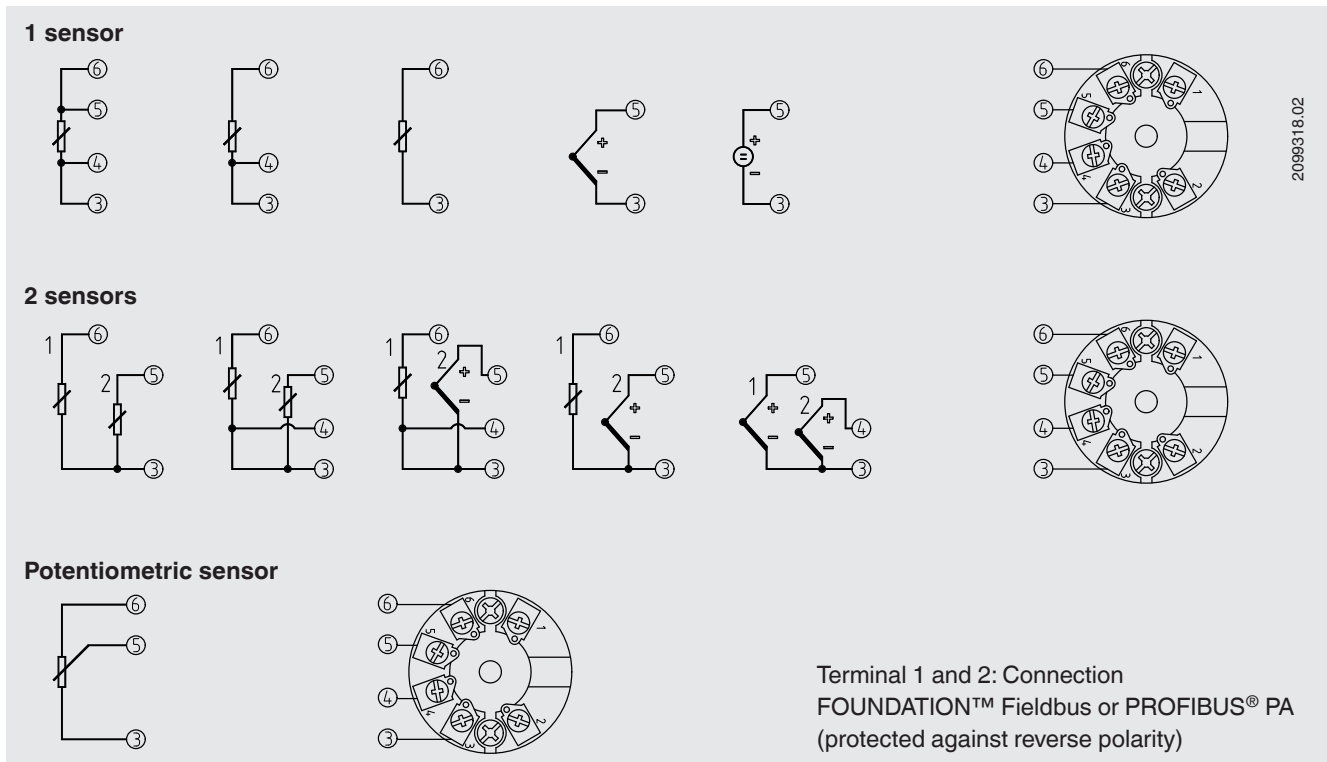 1 sensor
6 6 6 5 5 6
5 5
4 4 4
3 3 3 3 3 3
+ +
- =
-
6 1 5 4 3 2
2099318.02
2 sensors
1 6 1 6 1 6 1 6 1 5 6
2 5 2 5 2 5 2 5 2 4 5
4 4 4
3 3 3 3 3 3
+ + + +
- - - -
6 1 5 4 3 2
Potentiometric sensor
6 6
5 5
4
3 3
6 1 5 4 3 2
Terminal 1 and 2: Connection
FOUNDATION™ Fieldbus or PROFIBUS® PA
(protected against reverse polarity)